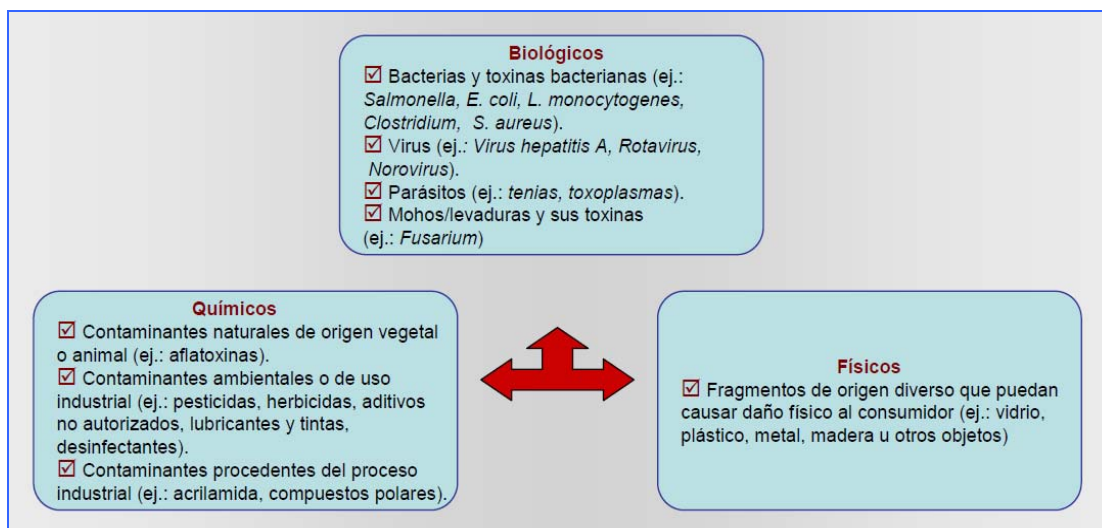 Biológicos
☑ Bacterias y toxinas bacterianas (ej.:
Salmonella, E. coli, L. monocytogenes,
Clostridium, S. aureus).
☑ Virus (ej.: Virus hepatitis A, Rotavirus,
Norovirus).
☑ Parásitos (ej.: tenias, toxoplasmas).
☑ Mohos/levaduras y sus toxinas
(ej.: Fusarium)
Químicos
☑ Contaminantes naturales de origen vegetal
o animal (ej.: aflatoxinas).
☑ Contaminantes ambientales o de uso
industrial (ej.: pesticidas, herbicidas, aditivos
no autorizados, lubricantes y tintas,
desinfectantes).
☑ Contaminantes procedentes del proceso
industrial (ej.: acrilamida, compuestos polares).
Físicos
☑ Fragmentos de origen diverso que puedan
causar daño físico al consumidor (ej.: vidrio,
plástico, metal, madera u otros objetos)